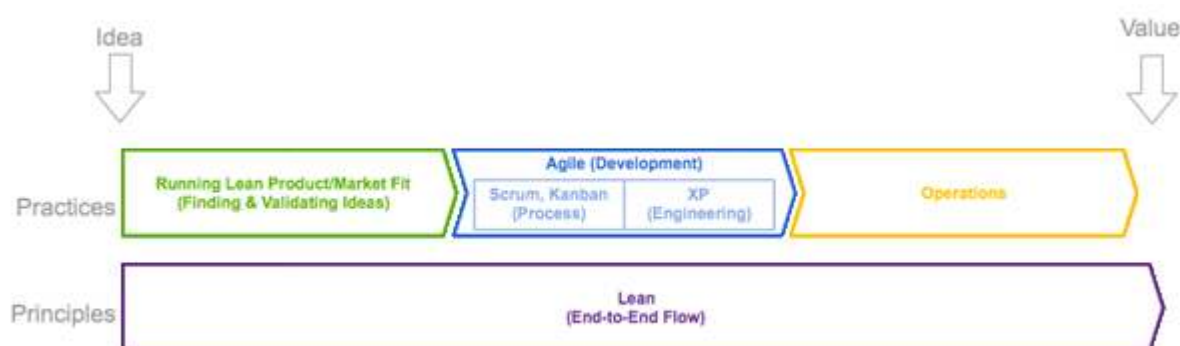 Idea
Value
Practices
Running Lean Product/Market Fit
(Finding & Validating Ideas)
Agile (Development)
Scrum, Kanban
(Process)
XP
(Engineering)
Operations
Principles
Lean
(End-to-End Flow)